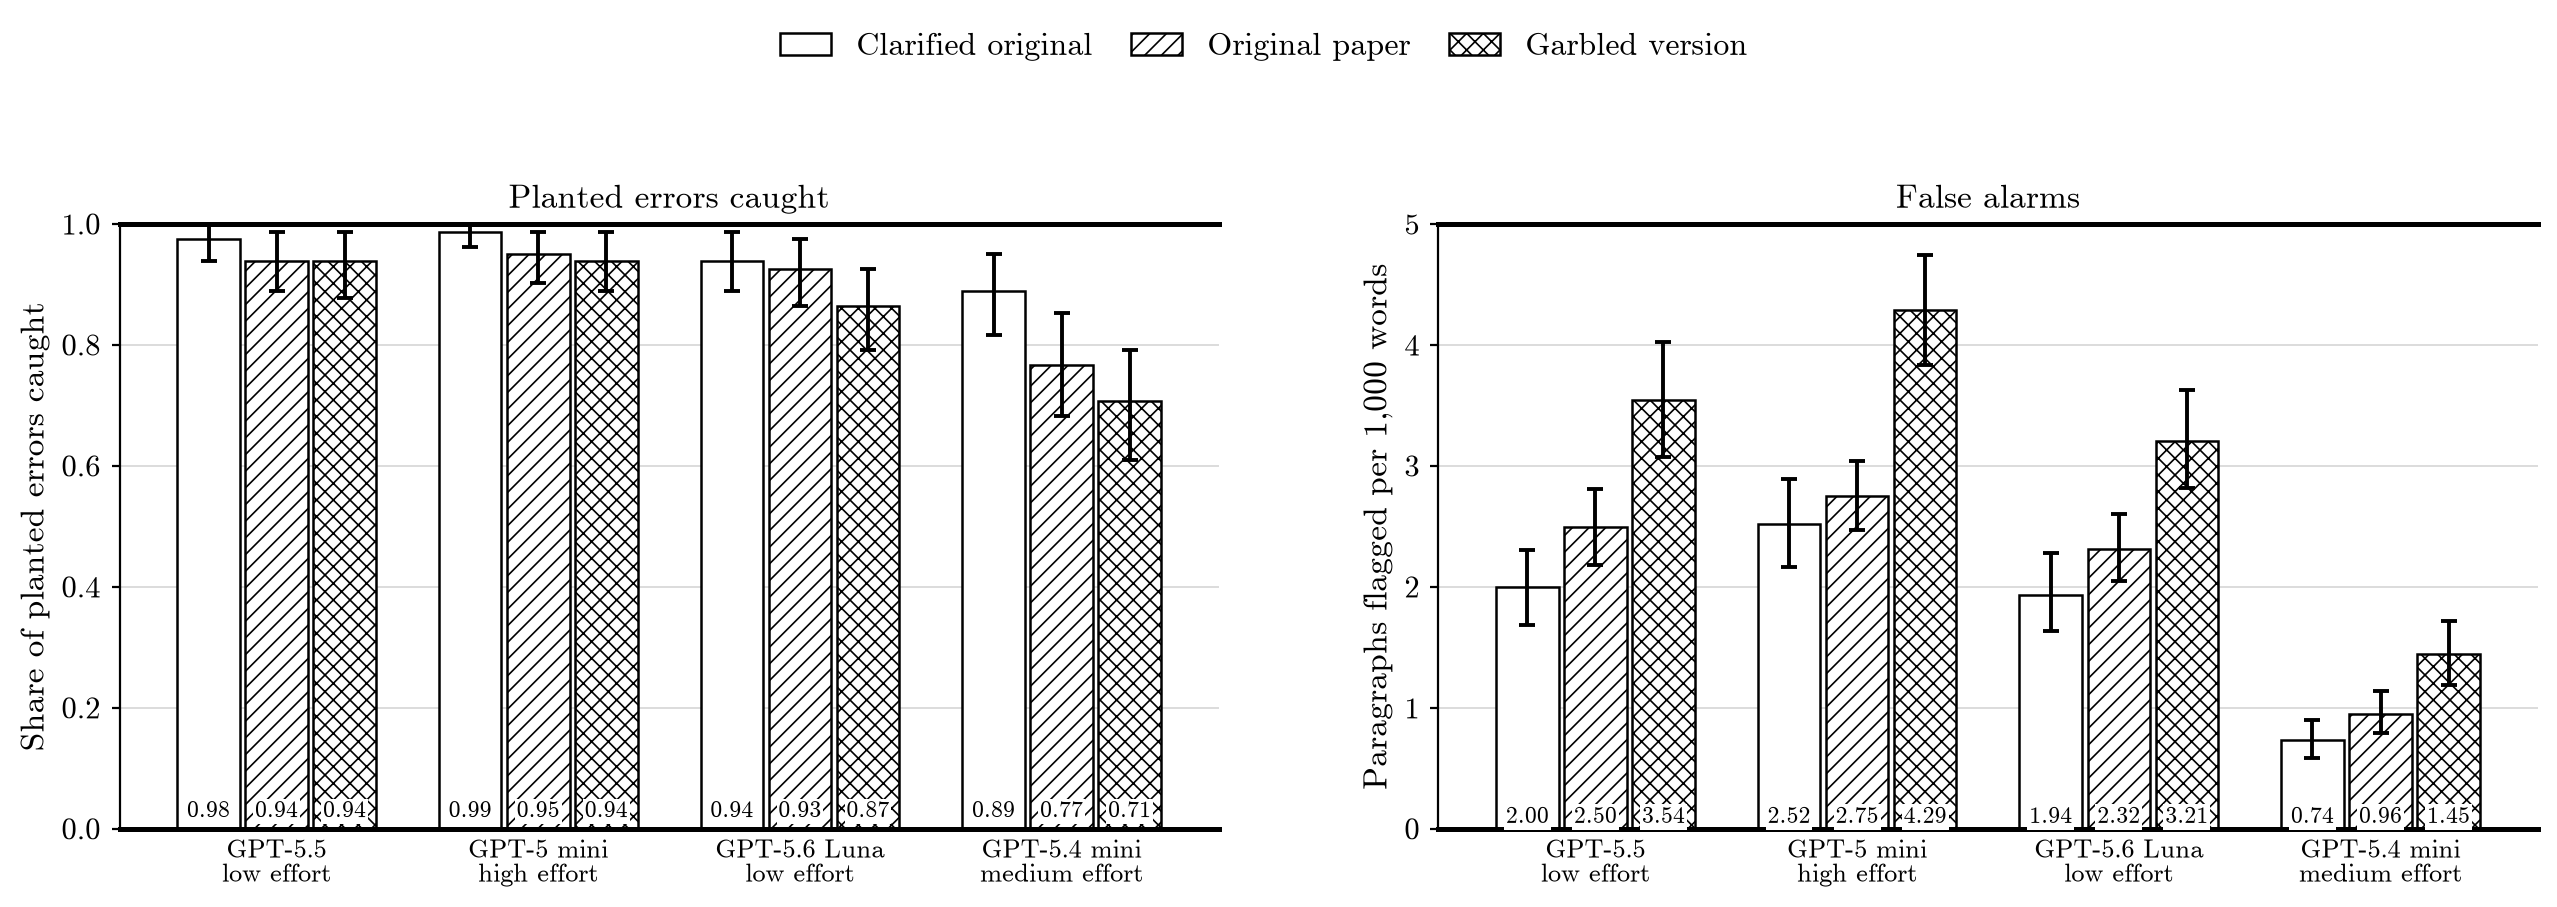 Clarified original Original paper Garbled version
Planted errors caught
Share of planted errors caught
1.0
0.8
0.6
0.4
0.2
0.0
0.98 0.94 0.94 0.99 0.95 0.94 0.94 0.93 0.87 0.89 0.77 0.71
GPT-5.5 GPT-5 mini GPT-5.6 Luna GPT-5.4 mini
low effort high effort low effort medium effort
False alarms
Paragraphs flagged per 1,000 words
5
4
3
2
1
0
2.00 2.50 3.54 2.52 2.75 4.29 1.94 2.32 3.21 0.74 0.96 1.45
GPT-5.5 GPT-5 mini GPT-5.6 Luna GPT-5.4 mini
low effort high effort low effort medium effort